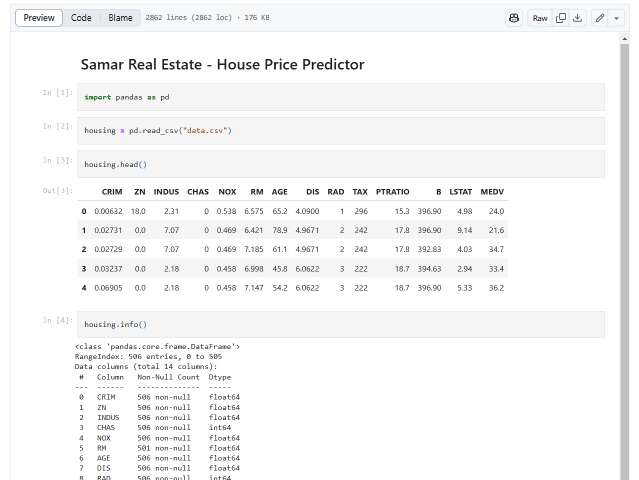 Preview Code Blame 2862 lines (2862 loc) · 176 KB Raw
Samar Real Estate - House Price Predictor
In [1]: import pandas as pd
In [2]: housing = pd.read_csv("data.csv")
In [3]: housing.head()
Out[3]: CRIM ZN INDUS CHAS NOX RM AGE DIS RAD TAX PTRATIO B LSTAT MEDV
0 0.00632 18.0 2.31 0 0.538 6.575 65.2 4.0900 1 296 15.3 396.90 4.98 24.0
1 0.02731 0.0 7.07 0 0.469 6.421 78.9 4.9671 2 242 17.8 396.90 9.14 21.6
2 0.02729 0.0 7.07 0 0.469 7.185 61.1 4.9671 2 242 17.8 392.83 4.03 34.7
3 0.03237 0.0 2.18 0 0.458 6.998 45.8 6.0622 3 222 18.7 394.63 2.94 33.4
4 0.06905 0.0 2.18 0 0.458 7.147 54.2 6.0622 3 222 18.7 396.90 5.33 36.2
In [4]: housing.info()
<class 'pandas.core.frame.DataFrame'>
RangeIndex: 506 entries, 0 to 505
Data columns (total 14 columns):
# Column Non-Null Count Dtype
--- ------ -------------- -----
0 CRIM 506 non-null float64
1 ZN 506 non-null float64
2 INDUS 506 non-null float64
3 CHAS 506 non-null int64
4 NOX 506 non-null float64
5 RM 501 non-null float64
6 AGE 506 non-null float64
7 DIS 506 non-null float64
8 RAD 506 non-null int64